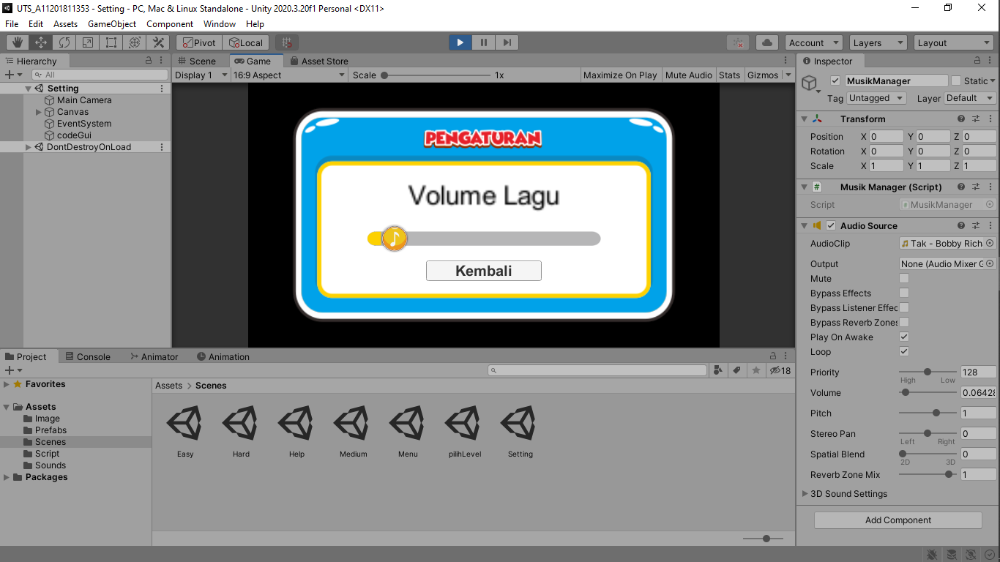 UTS_A11201811353 - Setting - PC, Mac & Linux Standalone - Unity 2020.3.20f1 Personal <DX11>
File Edit Assets GameObject Component Window Help
Pivot Local Account Layers Layout
Hierarchy
All
Setting
Main Camera
Canvas
EventSystem
codeGui
DontDestroyOnLoad
Scene Game Asset Store
Display 1 16:9 Aspect Scale 1x Maximize On Play Mute Audio Stats Gizmos
PENGATURAN
Volume Lagu
Kembali
Project Console Animator Animation
18
Favorites
Assets
Image
Prefabs
Scenes
Script
Sounds
Packages
Assets > Scenes
Easy Hard Help Medium Menu pilihLevel Setting
Inspector
MusikManager Static
Tag Untagged Layer Default
Transform
Position X 0 Y 0 Z 0
Rotation X 0 Y 0 Z 0
Scale X 1 Y 1 Z 1
# Musik Manager (Script)
Script # MusikManager
Audio Source
AudioClip Tak - Bobby Rich
Output None (Audio Mixer G
Mute
Bypass Effects
Bypass Listener Effec
Bypass Reverb Zones
Play On Awake
Loop
Priority 128
High Low
Volume 0.06428
Pitch 1
Stereo Pan 0
Left Right
Spatial Blend 0
2D 3D
Reverb Zone Mix 1
3D Sound Settings
Add Component